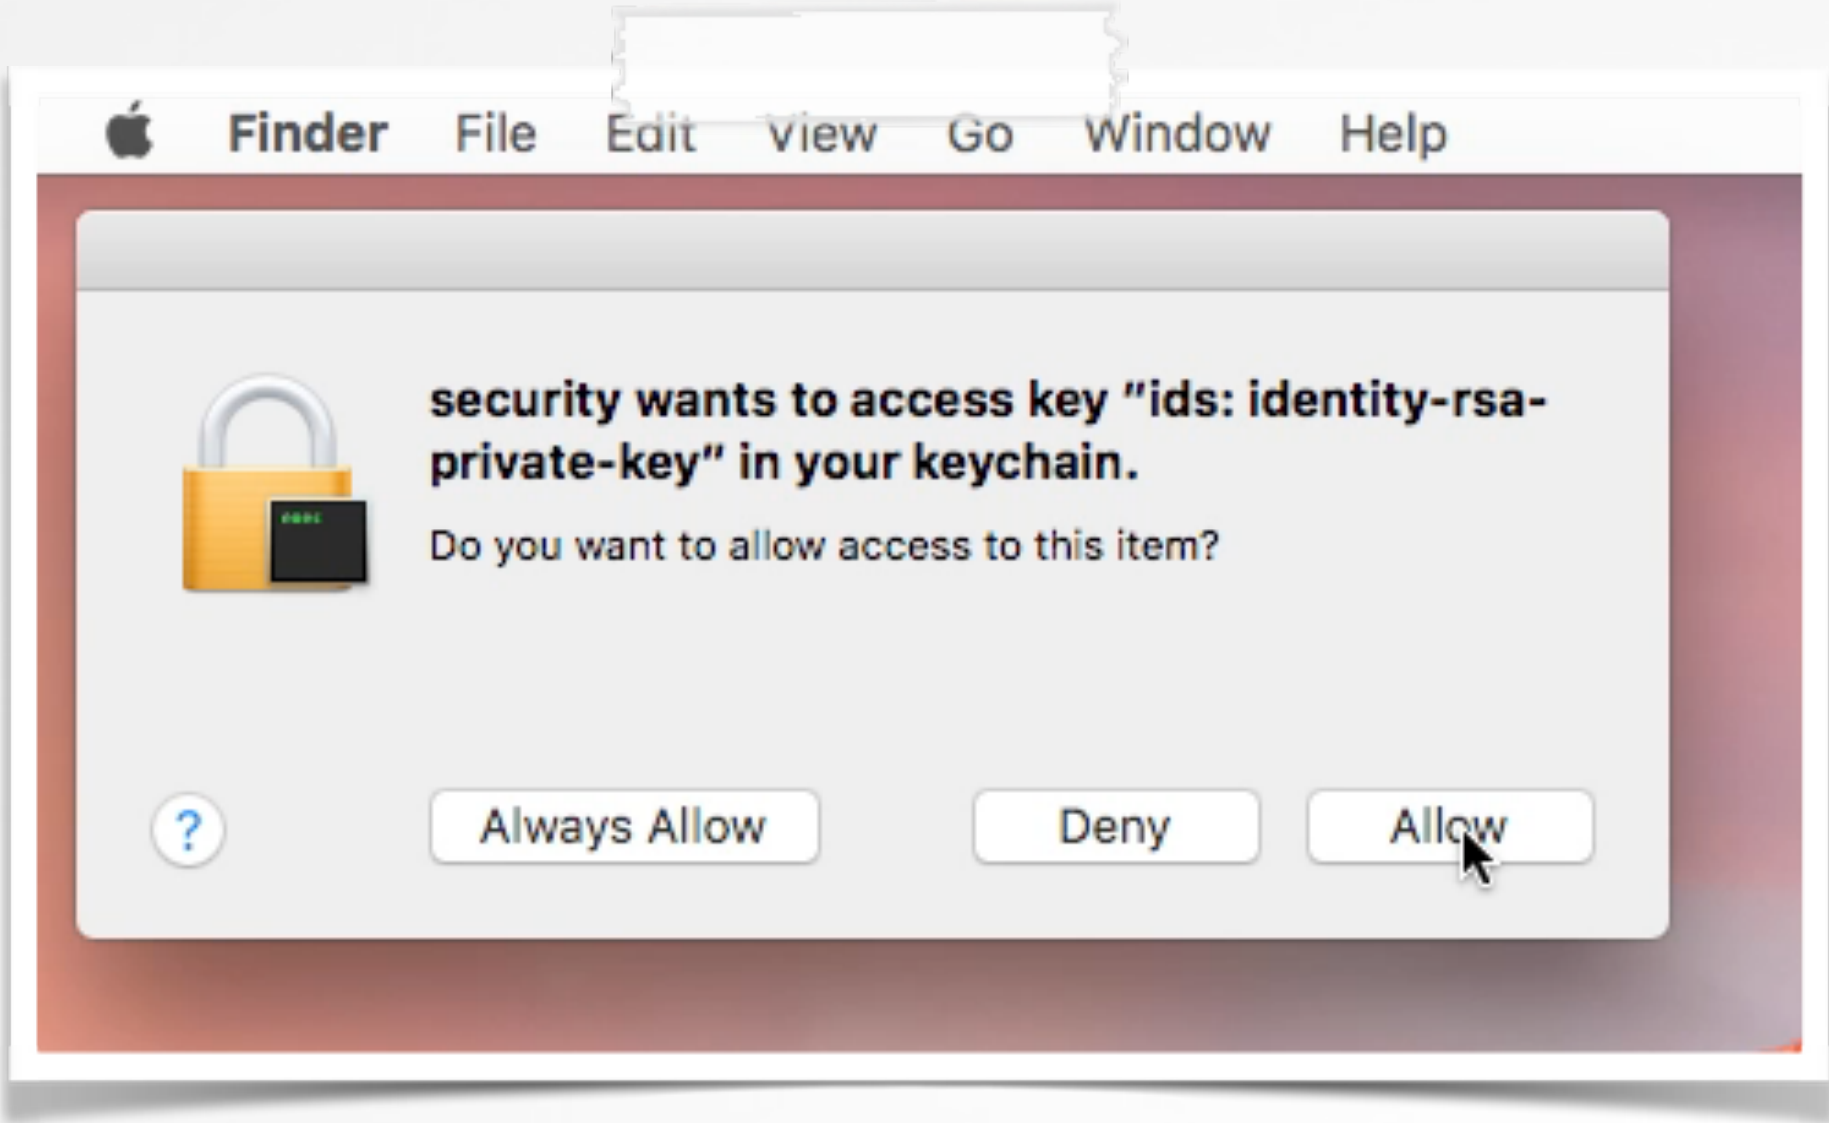 Finder File Edit View Go Window Help
security wants to access key "ids: identity-rsa-
private-key" in your keychain.
Do you want to allow access to this item?
? Always Allow Deny Allow